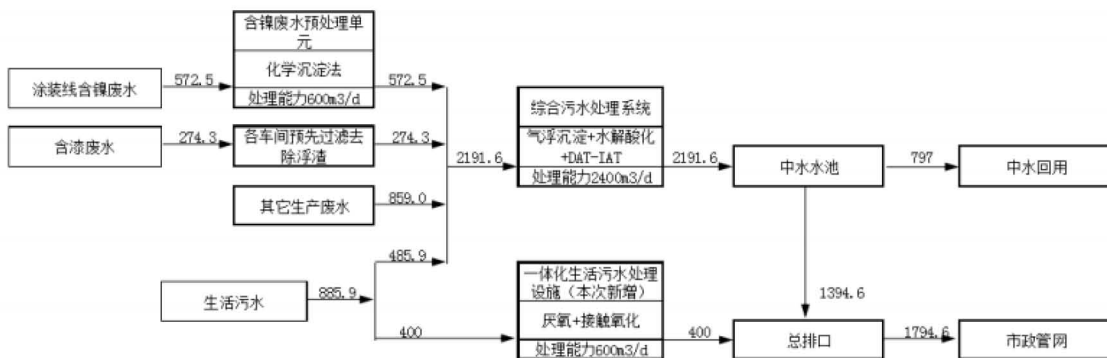 含镍废水预处理单
元
涂装线含镍废水
572.5
化学沉淀法
572.5
处理能力600m3/d
综合污水处理系统
含漆废水
274.3
各车间预先过滤去
除浮渣
274.3
2191.6
气浮沉淀+水解酸化
+DAT-IAT
处理能力2400m3/d
2191.6
中水水池
797
中水回用
其它生产废水
859.0
485.9
生活污水
885.9
一体化生活污水处理
设施（本次新增）
1394.6
400
厌氧+接触氧化
处理能力600m3/d
400
总排口
1794.6
市政管网